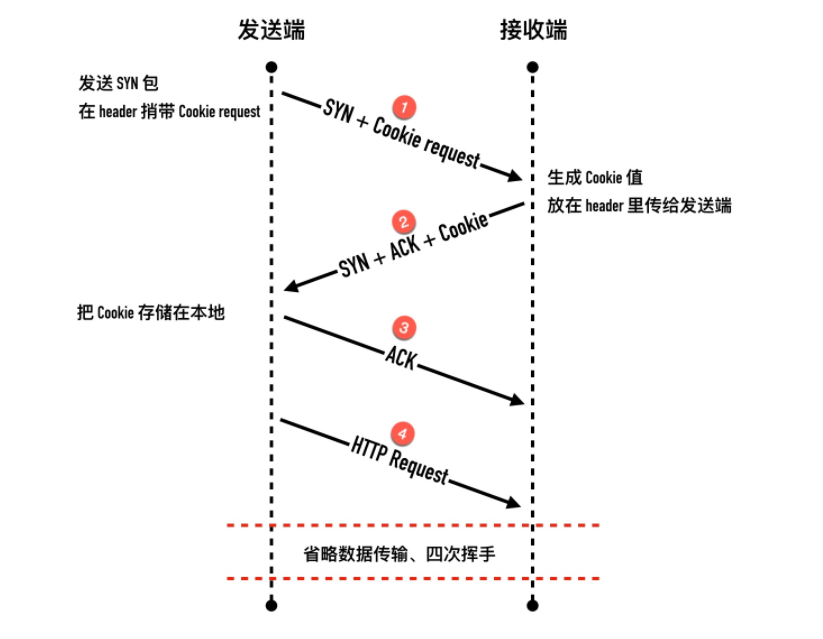 发送端
接收端
发送 SYN 包
在 header 捎带 Cookie request
1
SYN + Cookie request
生成 Cookie 值
放在 header 里传给发送端
2
SYN + ACK + Cookie
把 Cookie 存储在本地
3
ACK
4
HTTP Request
省略数据传输、四次挥手